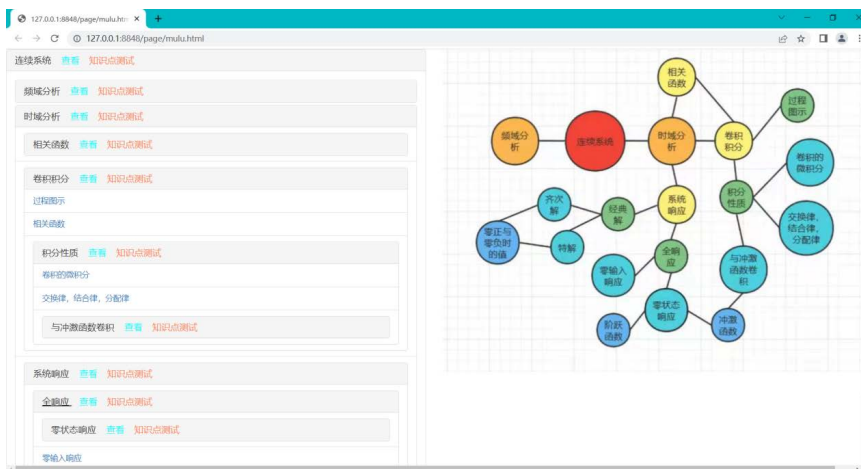 127.0.0.1:8848/page/mulu.htm
127.0.0.1:8848/page/mulu.html
连续系统 查看 知识点测试
频域分析 查看 知识点测试
时域分析 查看 知识点测试
相关函数 查看 知识点测试
卷积积分 查看 知识点测试
过程图示
相关函数
积分性质 查看 知识点测试
卷积的微积分
交换律，结合律，分配律
与冲激函数卷积 查看 知识点测试
系统响应 查看 知识点测试
全响应 查看 知识点测试
零状态响应 查看 知识点测试
零输入响应
相关
函数
过程
图示
频域分
析
连续系统
时域分
析
卷积
积分
卷积的
微积分
积分
性质
齐次
解
经典
解
系统
响应
交换律，
结合律，
分配律
零正与
零负时
的值
特解
全响
应
零输入
响应
与冲激
函数卷
积
零状态
响应
阶跃
函数
冲激
函数